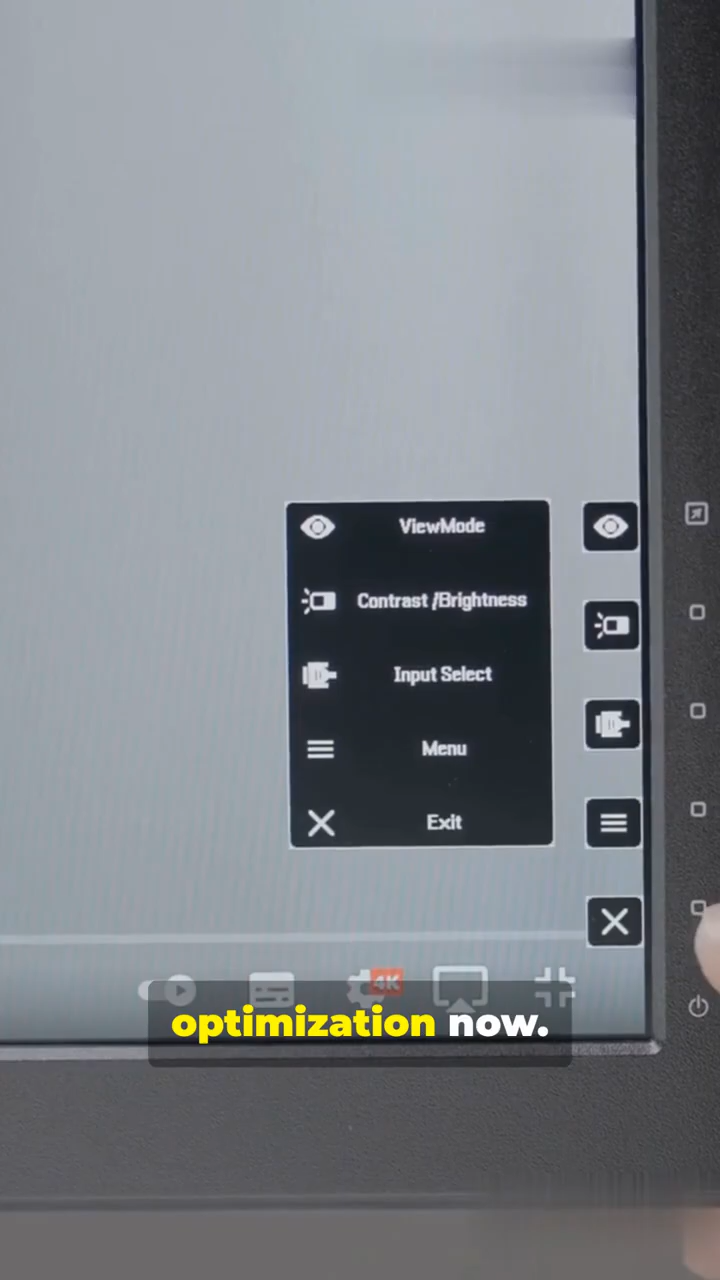 ViewMode
Contrast /Brightness
Input Select
Menu
Exit
4K
optimization now.